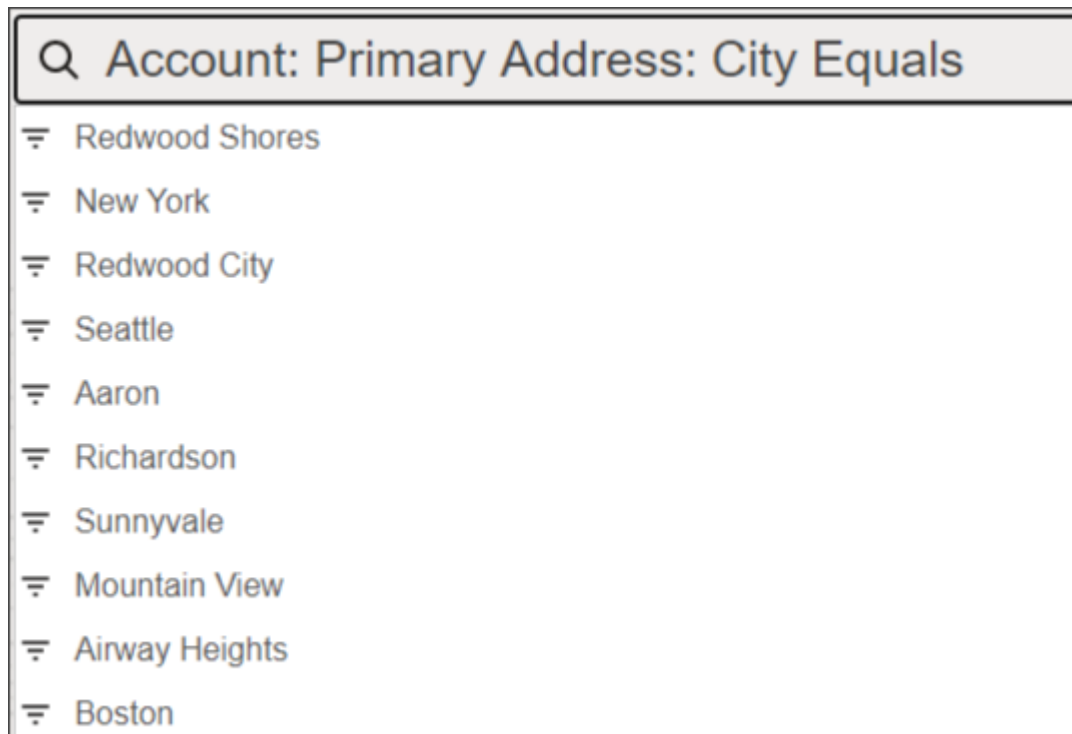 Account: Primary Address: City Equals
Redwood Shores
New York
Redwood City
Seattle
Aaron
Richardson
Sunnyvale
Mountain View
Airway Heights
Boston